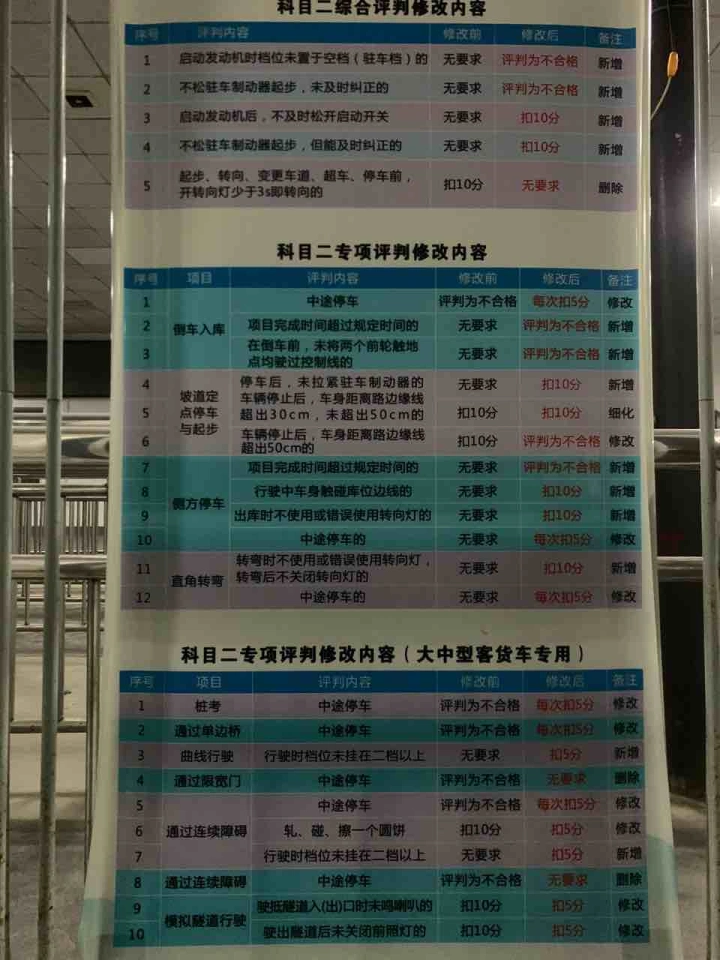 科目二综合评判修改内容
序号 评判内容 修改前 修改后 备注
1 启动发动机时档位未置于空档（驻车档）的 无要求 评判为不合格 新增
2 不松驻车制动器起步，未及时纠正的 无要求 评判为不合格 新增
3 启动发动机后，不及时松开启动开关 无要求 扣10分 新增
4 不松驻车制动器起步，但能及时纠正的 无要求 扣10分 新增
5 起步、转向、变更车道、超车、停车前，
开转向灯少于3s即转向的 扣10分 无要求 删除
科目二专项评判修改内容
序号 项目 评判内容 修改前 修改后 备注
倒车入库
1 中途停车 评判为不合格 每次扣5分 修改
2 项目完成时间超过规定时间的 无要求 评判为不合格 新增
3 在倒车前，未将两个前轮触地
点均驶过控制线的 无要求 评判为不合格 新增
坡道定
点停车
与起步
4 停车后，未拉紧驻车制动器的 无要求 扣10分 新增
5 车辆停止后，车身距离路边缘线
超出30cm，未超出50cm的 扣10分 扣10分 细化
6 车辆停止后，车身距离路边缘线
超出50cm的 扣10分 评判为不合格 修改
侧方停车
7 项目完成时间超过规定时间的 无要求 评判为不合格 新增
8 行驶中车身触碰库位边线的 无要求 扣10分 新增
9 出库时不使用或错误使用转向灯的 无要求 扣10分 新增
10 中途停车的 无要求 每次扣5分 修改
直角转弯
11 转弯时不使用或错误使用转向灯，
转弯后不关闭转向灯的 无要求 扣10分 新增
12 中途停车的 无要求 每次扣5分 修改
科目二专项评判修改内容（大中型客货车专用）
序号 项目 评判内容 修改前 修改后 备注
1 桩考 中途停车 评判为不合格 每次扣5分 修改
2 通过单边桥 中途停车 评判为不合格 每次扣5分 修改
3 曲线行驶 行驶时档位未挂在二档以上 无要求 扣5分 新增
4 通过限宽门 中途停车 评判为不合格 无要求 删除
通过连续障碍
5 中途停车 评判为不合格 每次扣5分 修改
6 轧、碰、擦一个圆饼 扣10分 扣5分 修改
7 行驶时档位未挂在二档以上 无要求 扣5分 新增
8 通过连续障碍 中途停车 评判为不合格 无要求 删除
模拟隧道行驶
9 驶抵隧道入(出)口时未鸣喇叭的 扣10分 扣5分 修改
10 驶出隧道后未关闭前照灯的 扣10分 扣5分 修改